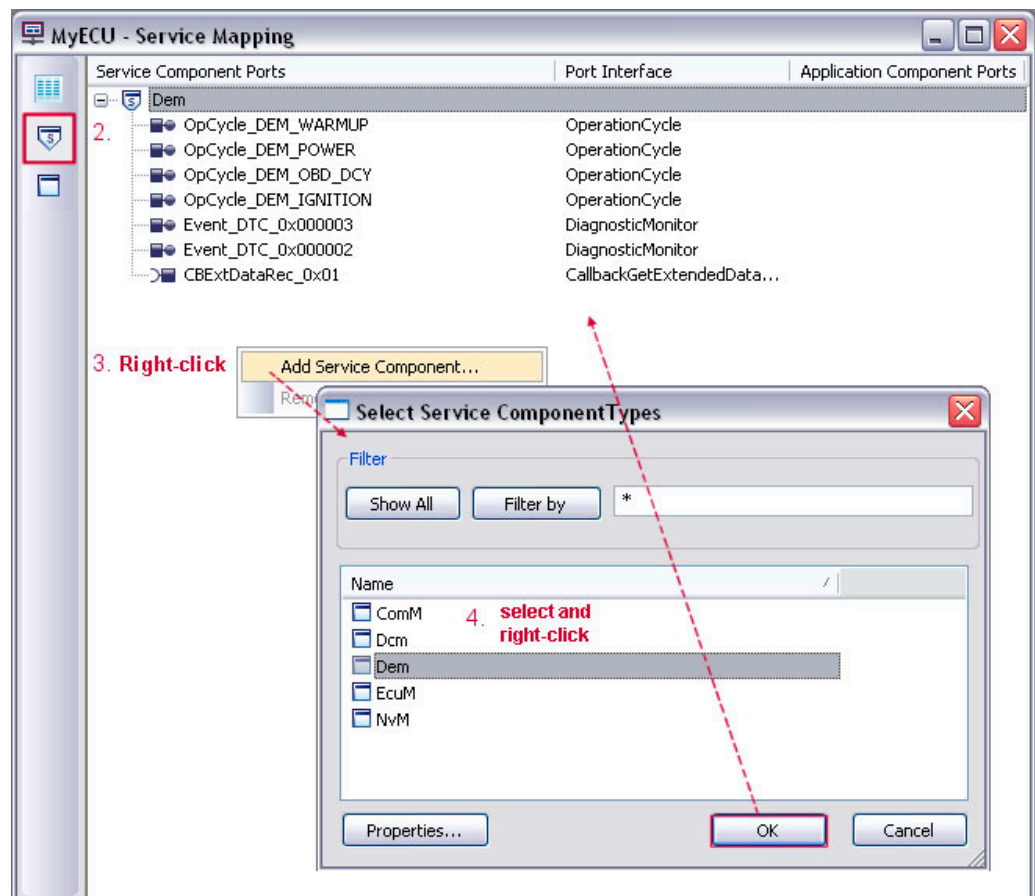 MyECU - Service Mapping
Service Component Ports Port Interface Application Component Ports
S Dem
2. OpCycle_DEM_WARMUP OperationCycle
S OpCycle_DEM_POWER OperationCycle
OpCycle_DEM_OBD_DCY OperationCycle
OpCycle_DEM_IGNITION OperationCycle
Event_DTC_0x000003 DiagnosticMonitor
Event_DTC_0x000002 DiagnosticMonitor
CBExtDataRec_0x01 CallbackGetExtendedData...
3. Right-click Add Service Component...
Select Service ComponentTypes
Filter
Show All Filter by *
Name
ComM 4. select and
Dcm right-click
Dem
EcuM
NvM
Properties... OK Cancel